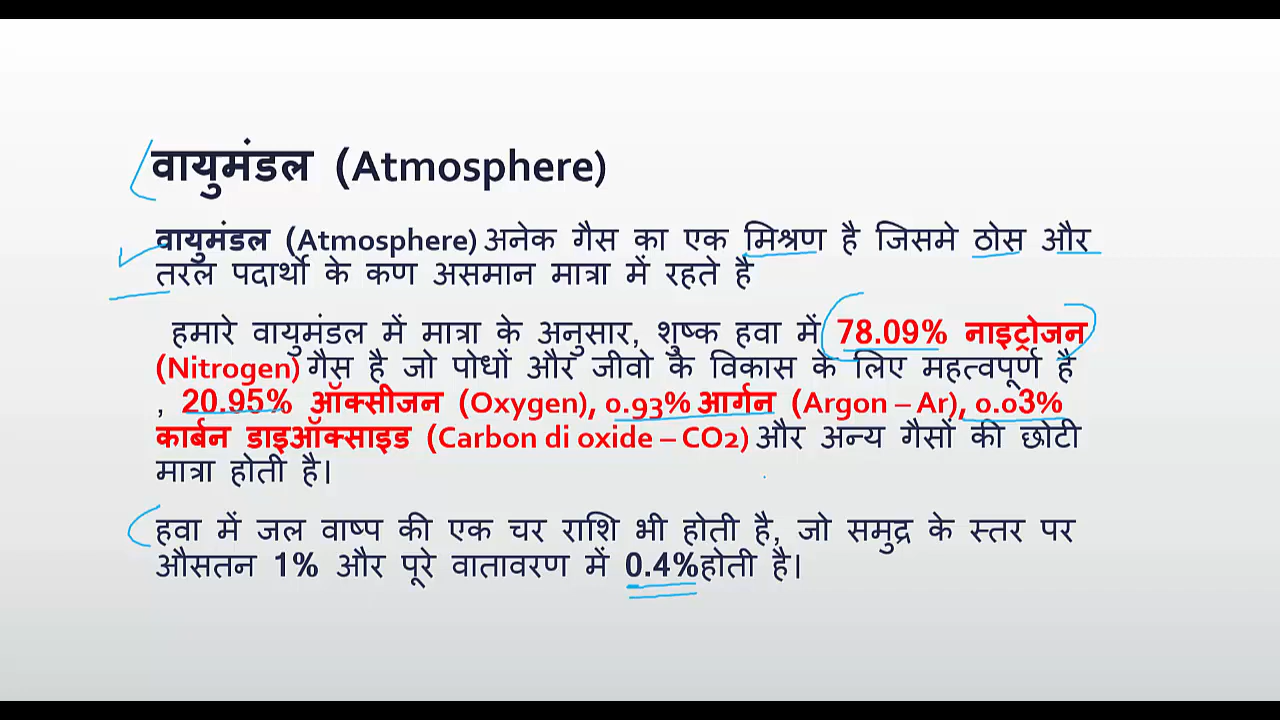 वायुमंडल (Atmosphere)
वायुमंडल (Atmosphere) अनेक गैस का एक मिश्रण है जिसमे ठोस और
तरल पदार्थो के कण असमान मात्रा में रहते है
हमारे वायुमंडल में मात्रा के अनुसार, शुष्क हवा में 78.09% नाइट्रोजन
(Nitrogen) गैस है जो पोधों और जीवो के विकास के लिए महत्वपूर्ण है
, 20.95% ऑक्सीजन (Oxygen), 0.93% आर्गन (Argon – Ar), 0.03%
कार्बन डाइऑक्साइड (Carbon di oxide – CO2) और अन्य गैसों की छोटी
मात्रा होती है।
हवा में जल वाष्प की एक चर राशि भी होती है, जो समुद्र के स्तर पर
औसतन 1% और पूरे वातावरण में 0.4%होती है।